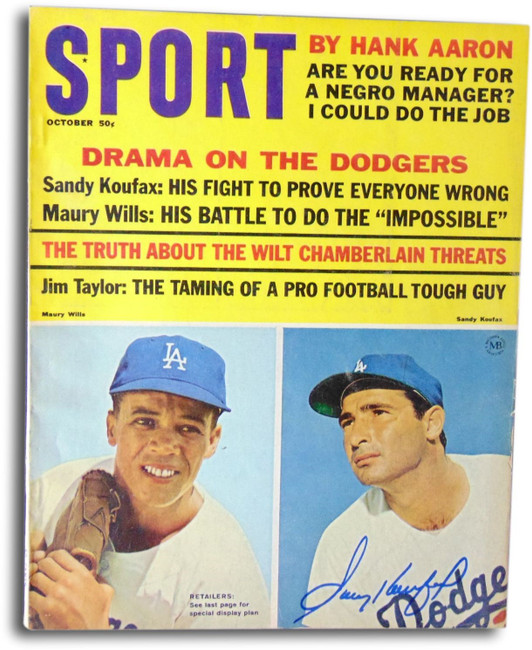 SPORT
OCTOBER 50¢
BY HANK AARON
ARE YOU READY FOR
A NEGRO MANAGER?
I COULD DO THE JOB
DRAMA ON THE DODGERS
Sandy Koufax: HIS FIGHT TO PROVE EVERYONE WRONG
Maury Wills: HIS BATTLE TO DO THE “IMPOSSIBLE”
THE TRUTH ABOUT THE WILT CHAMBERLAIN THREATS
Jim Taylor: THE TAMING OF A PRO FOOTBALL TOUGH GUY
Maury Wills
Sandy Koufax
LA
LA
MB
RETAILERS:
See last page for
special display plan
Sandy Koufax
Dodge